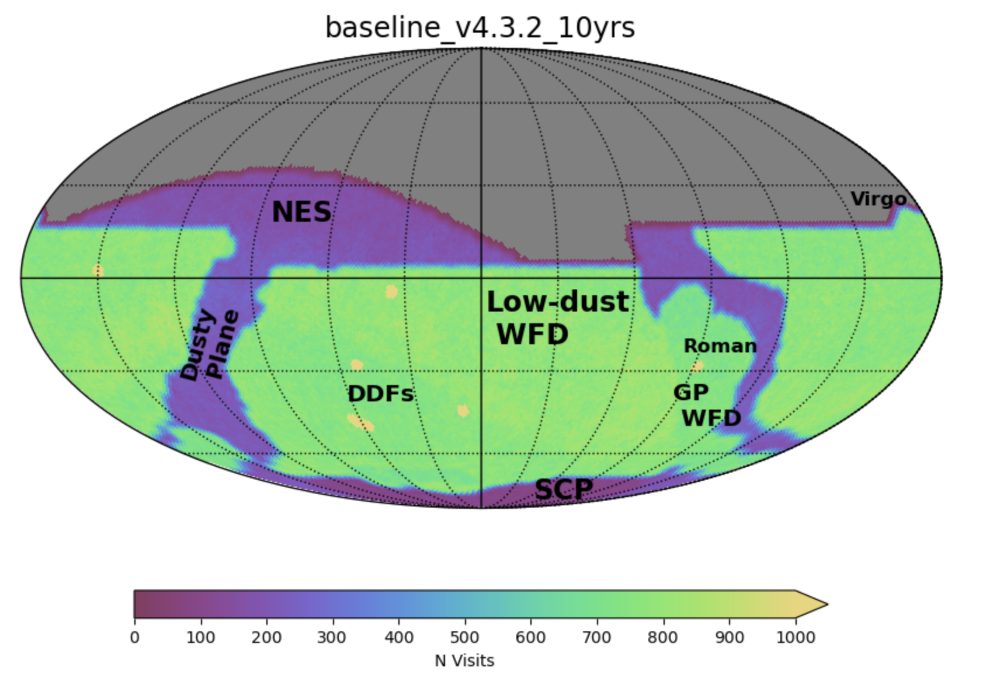 baseline_v4.3.2_10yrs
Virgo
NES
Low-dust
WFD
Dusty
Plane
Roman
DDFs
GP
WFD
SCP
0 100 200 300 400 500 600 700 800 900 1000
N Visits